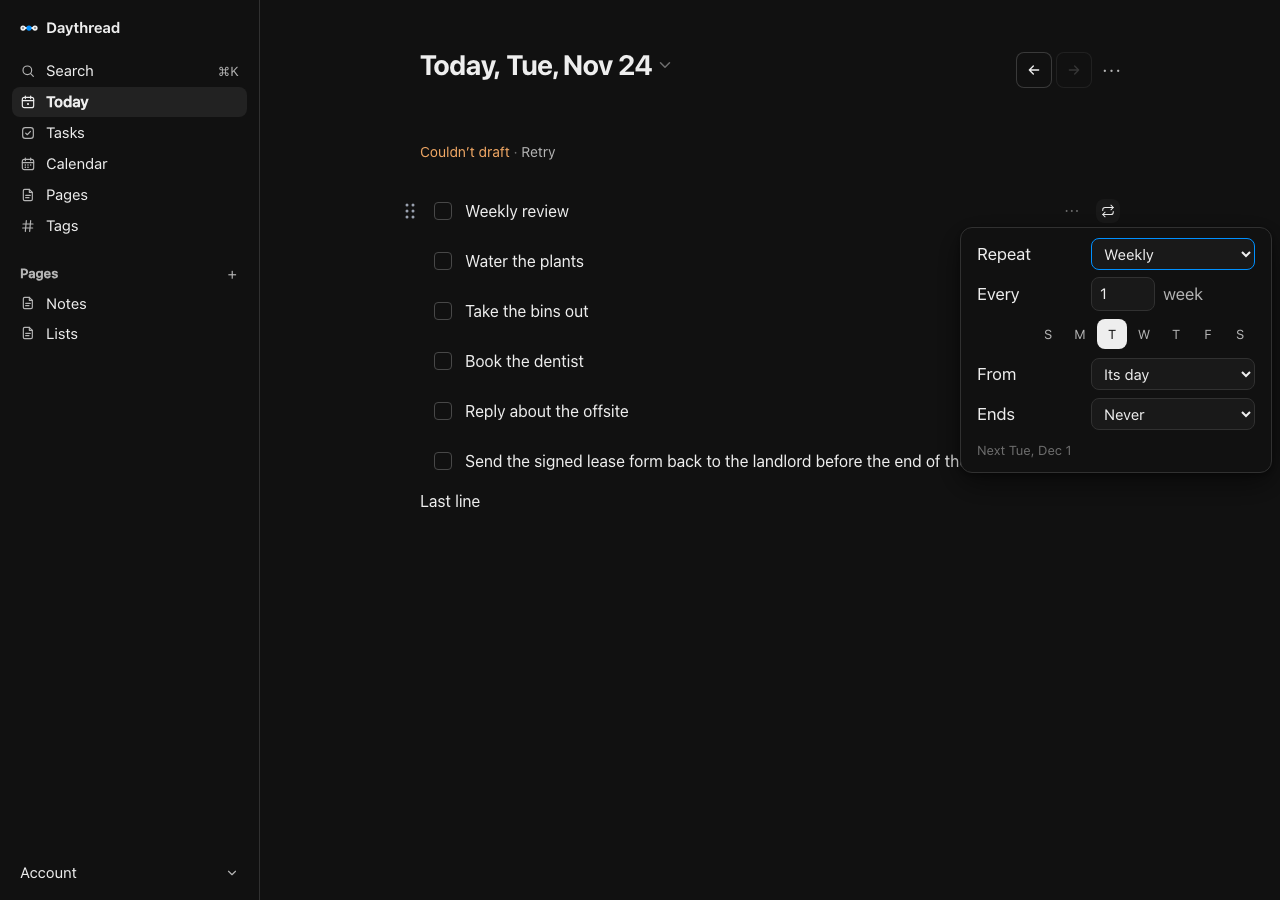 Daythread
Search ⌘K
Today
Tasks
Calendar
Pages
Tags
Pages +
Notes
Lists
Account
Today, Tue, Nov 24
Couldn’t draft · Retry
Weekly review
Water the plants
Take the bins out
Book the dentist
Reply about the offsite
Send the signed lease form back to the landlord before the end of th
Last line
Repeat Weekly
Every 1 week
S M T W T F S
From Its day
Ends Never
Next Tue, Dec 1